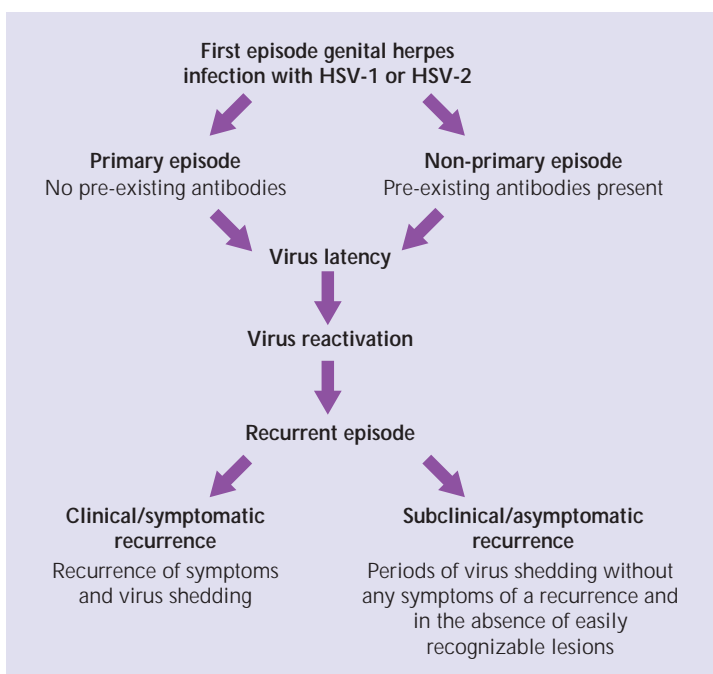 First episode genital herpes
infection with HSV-1 or HSV-2
Primary episode
No pre-existing antibodies
Non-primary episode
Pre-existing antibodies present
Virus latency
Virus reactivation
Recurrent episode
Clinical/symptomatic
recurrence
Recurrence of symptoms
and virus shedding
Subclinical/asymptomatic
recurrence
Periods of virus shedding without
any symptoms of a recurrence and
in the absence of easily
recognizable lesions